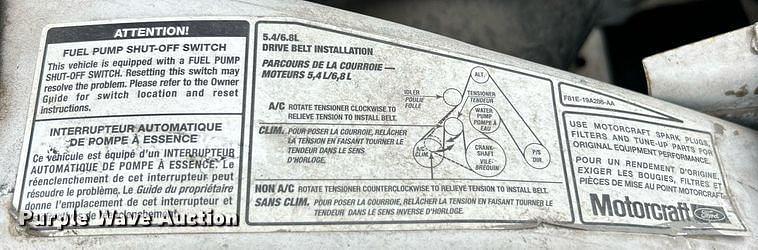 ATTENTION!
FUEL PUMP SHUT-OFF SWITCH
This vehicle is equipped with a FUEL PUMP
SHUT-OFF SWITCH. Resetting this switch may
resolve the problem. Please refer to the Owner
Guide for switch location and reset
instructions.
INTERRUPTEUR AUTOMATIQUE
DE POMPE À ESSENCE
Ce véhicule est équipé d'un INTERRUPTEUR
AUTOMATIQUE DE POMPE À ESSENCE. Le
réenclenchement de cet interrupteur peut
résoudre le problème. Le Guide du propriétaire
donne l'emplacement de cet interrupteur et
5.4/6.8L
DRIVE BELT INSTALLATION
PARCOURS DE LA COURROIE—
MOTEURS 5,4 L/6,8 L
A/C ROTATE TENSIONER CLOCKWISE TO
RELIEVE TENSION TO INSTALL BELT.
CLIM. POUR POSER LA COURROIE, RELÂCHER
LA TENSION EN FAISANT TOURNER LE
TENDEUR DANS LE SENS
D'HORLOGE.
ALT.
IDLER
POULIE
FOLLE
TENSIONER
TENDEUR
WATER
PUMP
POMPE À
EAU
A/C
CLIM.
CRANK-
SHAFT
VILE-
BREQUIN
P/S
DIR.
NON A/C ROTATE TENSIONER COUNTERCLOCKWISE TO RELIEVE TENSION TO INSTALL BELT.
SANS CLIM. POUR POSER LA COURROIE, RELÂCHER LA TENSION EN FAISANT TOURNER LE
TENDEUR DANS LE SENS INVERSE D'HORLOGE.
F81E-19A286-AA
USE MOTORCRAFT SPARK PLUGS,
FILTERS AND TUNE-UP PARTS FOR
ORIGINAL EQUIPMENT PERFORMANCE.
POUR UN RENDEMENT D'ORIGINE
EXIGER LES BOUGIES, FILTRES ET
PIÈCES DE MISE AU POINT MOTORCRAFT.
Motorcraft Ford
Purple Wave Auction